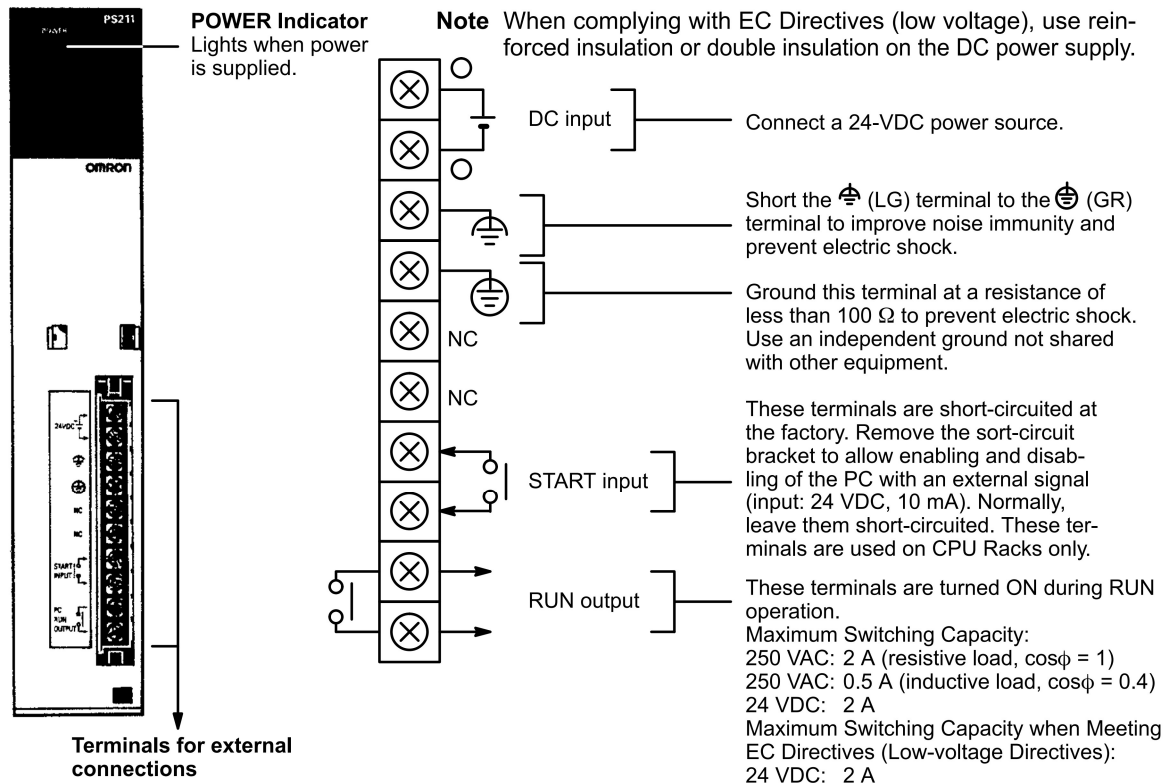 PS211
POWER
POWER Indicator
Lights when power
is supplied.
Note When complying with EC Directives (low voltage), use rein-
forced insulation or double insulation on the DC power supply.
OMRON
24VDC
NC
NC
START
INPUT
PC
RUN
OUTPUT
Terminals for external
connections
DC input
Connect a 24-VDC power source.
Short the (LG) terminal to the (GR)
terminal to improve noise immunity and
prevent electric shock.
Ground this terminal at a resistance of
less than 100 Ω to prevent electric shock.
Use an independent ground not shared
with other equipment.
NC
NC
START input
These terminals are short-circuited at
the factory. Remove the sort-circuit
bracket to allow enabling and disab-
ling of the PC with an external signal
(input: 24 VDC, 10 mA). Normally,
leave them short-circuited. These ter-
minals are used on CPU Racks only.
RUN output
These terminals are turned ON during RUN
operation.
Maximum Switching Capacity:
250 VAC: 2 A (resistive load, cosϕ = 1)
250 VAC: 0.5 A (inductive load, cosϕ = 0.4)
24 VDC: 2 A
Maximum Switching Capacity when Meeting
EC Directives (Low-voltage Directives):
24 VDC: 2 A